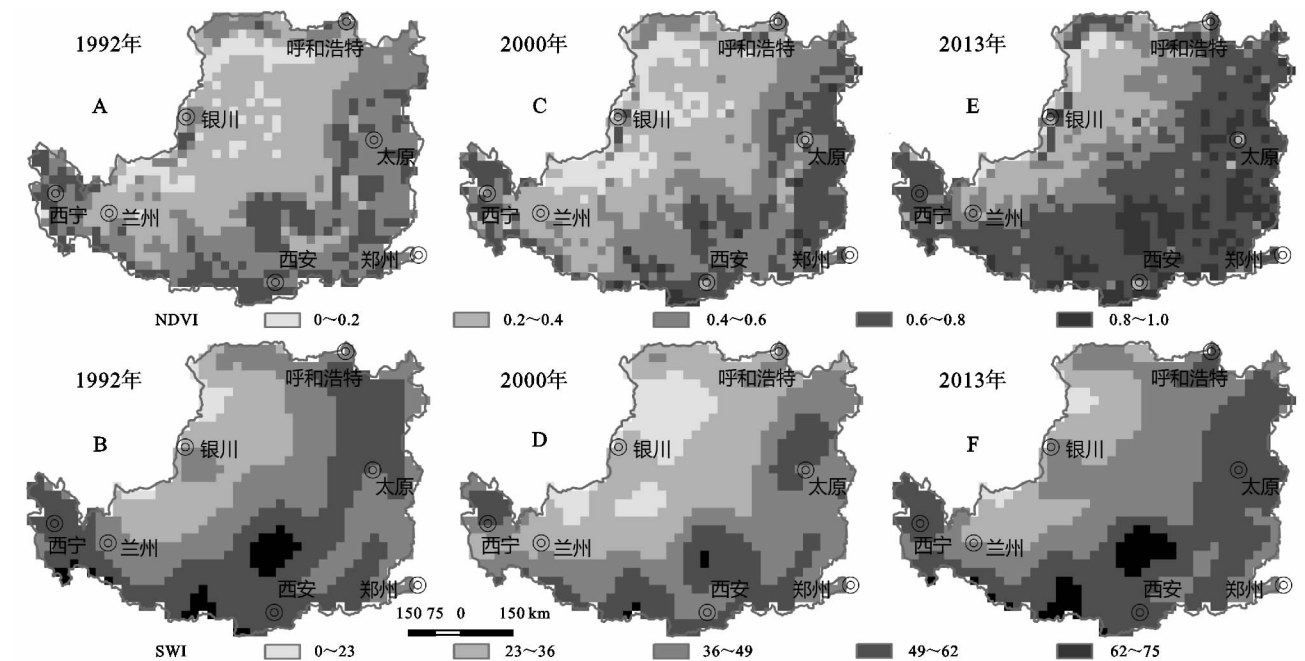 1992年
A
呼和浩特
银川
太原
西宁
兰州
西安
郑州
2000年
C
呼和浩特
银川
太原
西宁
兰州
西安
郑州
2013年
E
呼和浩特
银川
太原
西宁
兰州
西安
郑州
NDVI 0～0.2 0.2～0.4 0.4～0.6 0.6～0.8 0.8～1.0
1992年
B
呼和浩特
银川
太原
西宁
兰州
西安
郑州
2000年
D
呼和浩特
银川
太原
西宁
兰州
西安
郑州
2013年
F
呼和浩特
银川
太原
西宁
兰州
西安
郑州
150 75 0 150 km
SWI 0～23 23～36 36～49 49～62 62～75